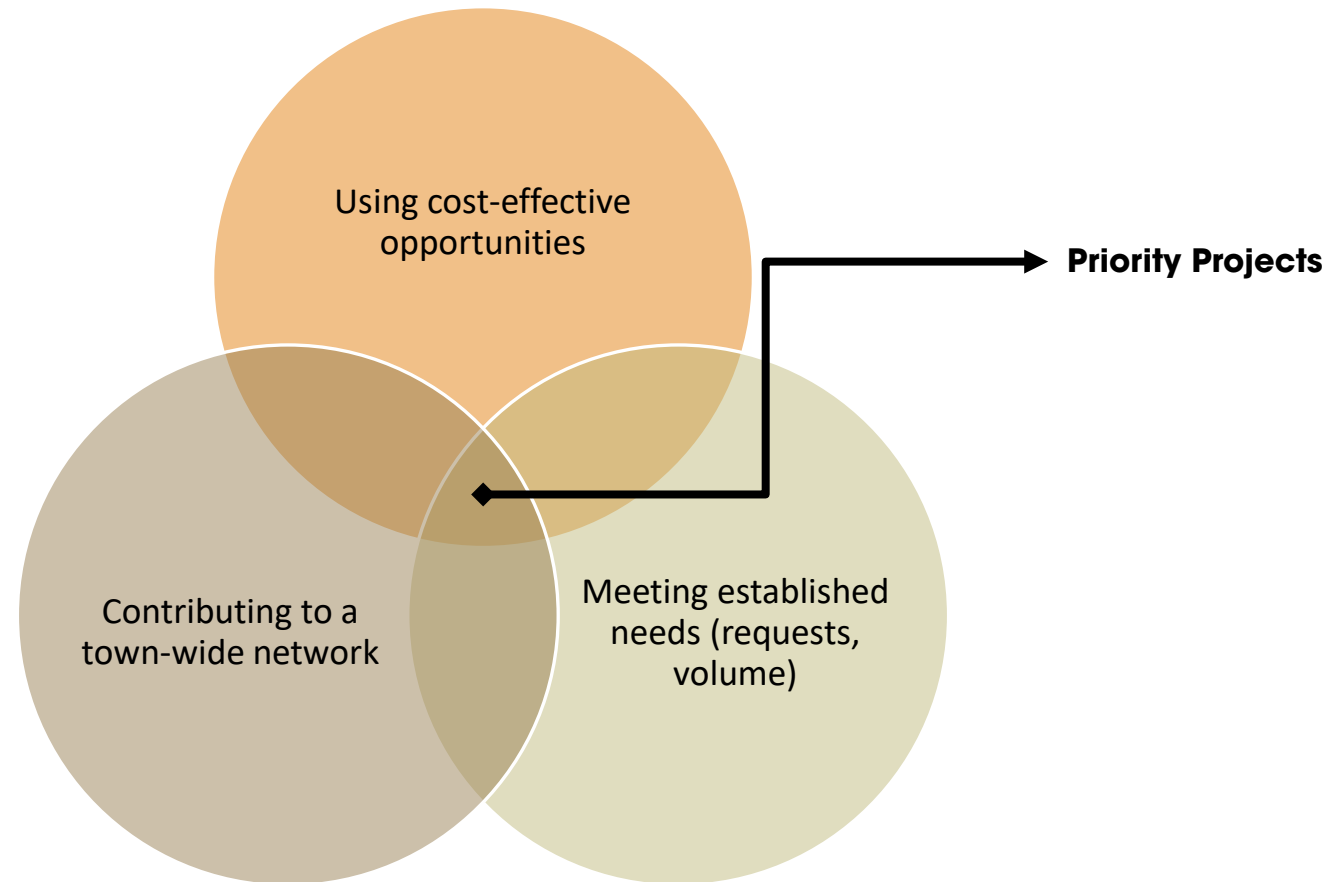 Using cost-effective
opportunities
Priority Projects
Contributing to a
town-wide network
Meeting established
needs (requests,
volume)